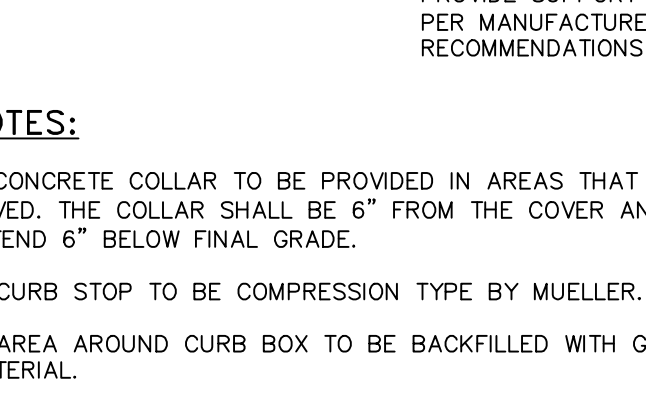 PROVIDE SUPPORT
PER MANUFACTURE
RECOMMENDATIONS
OTES:
CONCRETE COLLAR TO BE PROVIDED IN AREAS THAT
VED. THE COLLAR SHALL BE 6” FROM THE COVER AN
TEND 6” BELOW FINAL GRADE.
CURB STOP TO BE COMPRESSION TYPE BY MUELLER.
AREA AROUND CURB BOX TO BE BACKFILLED WITH G
TERIAL.